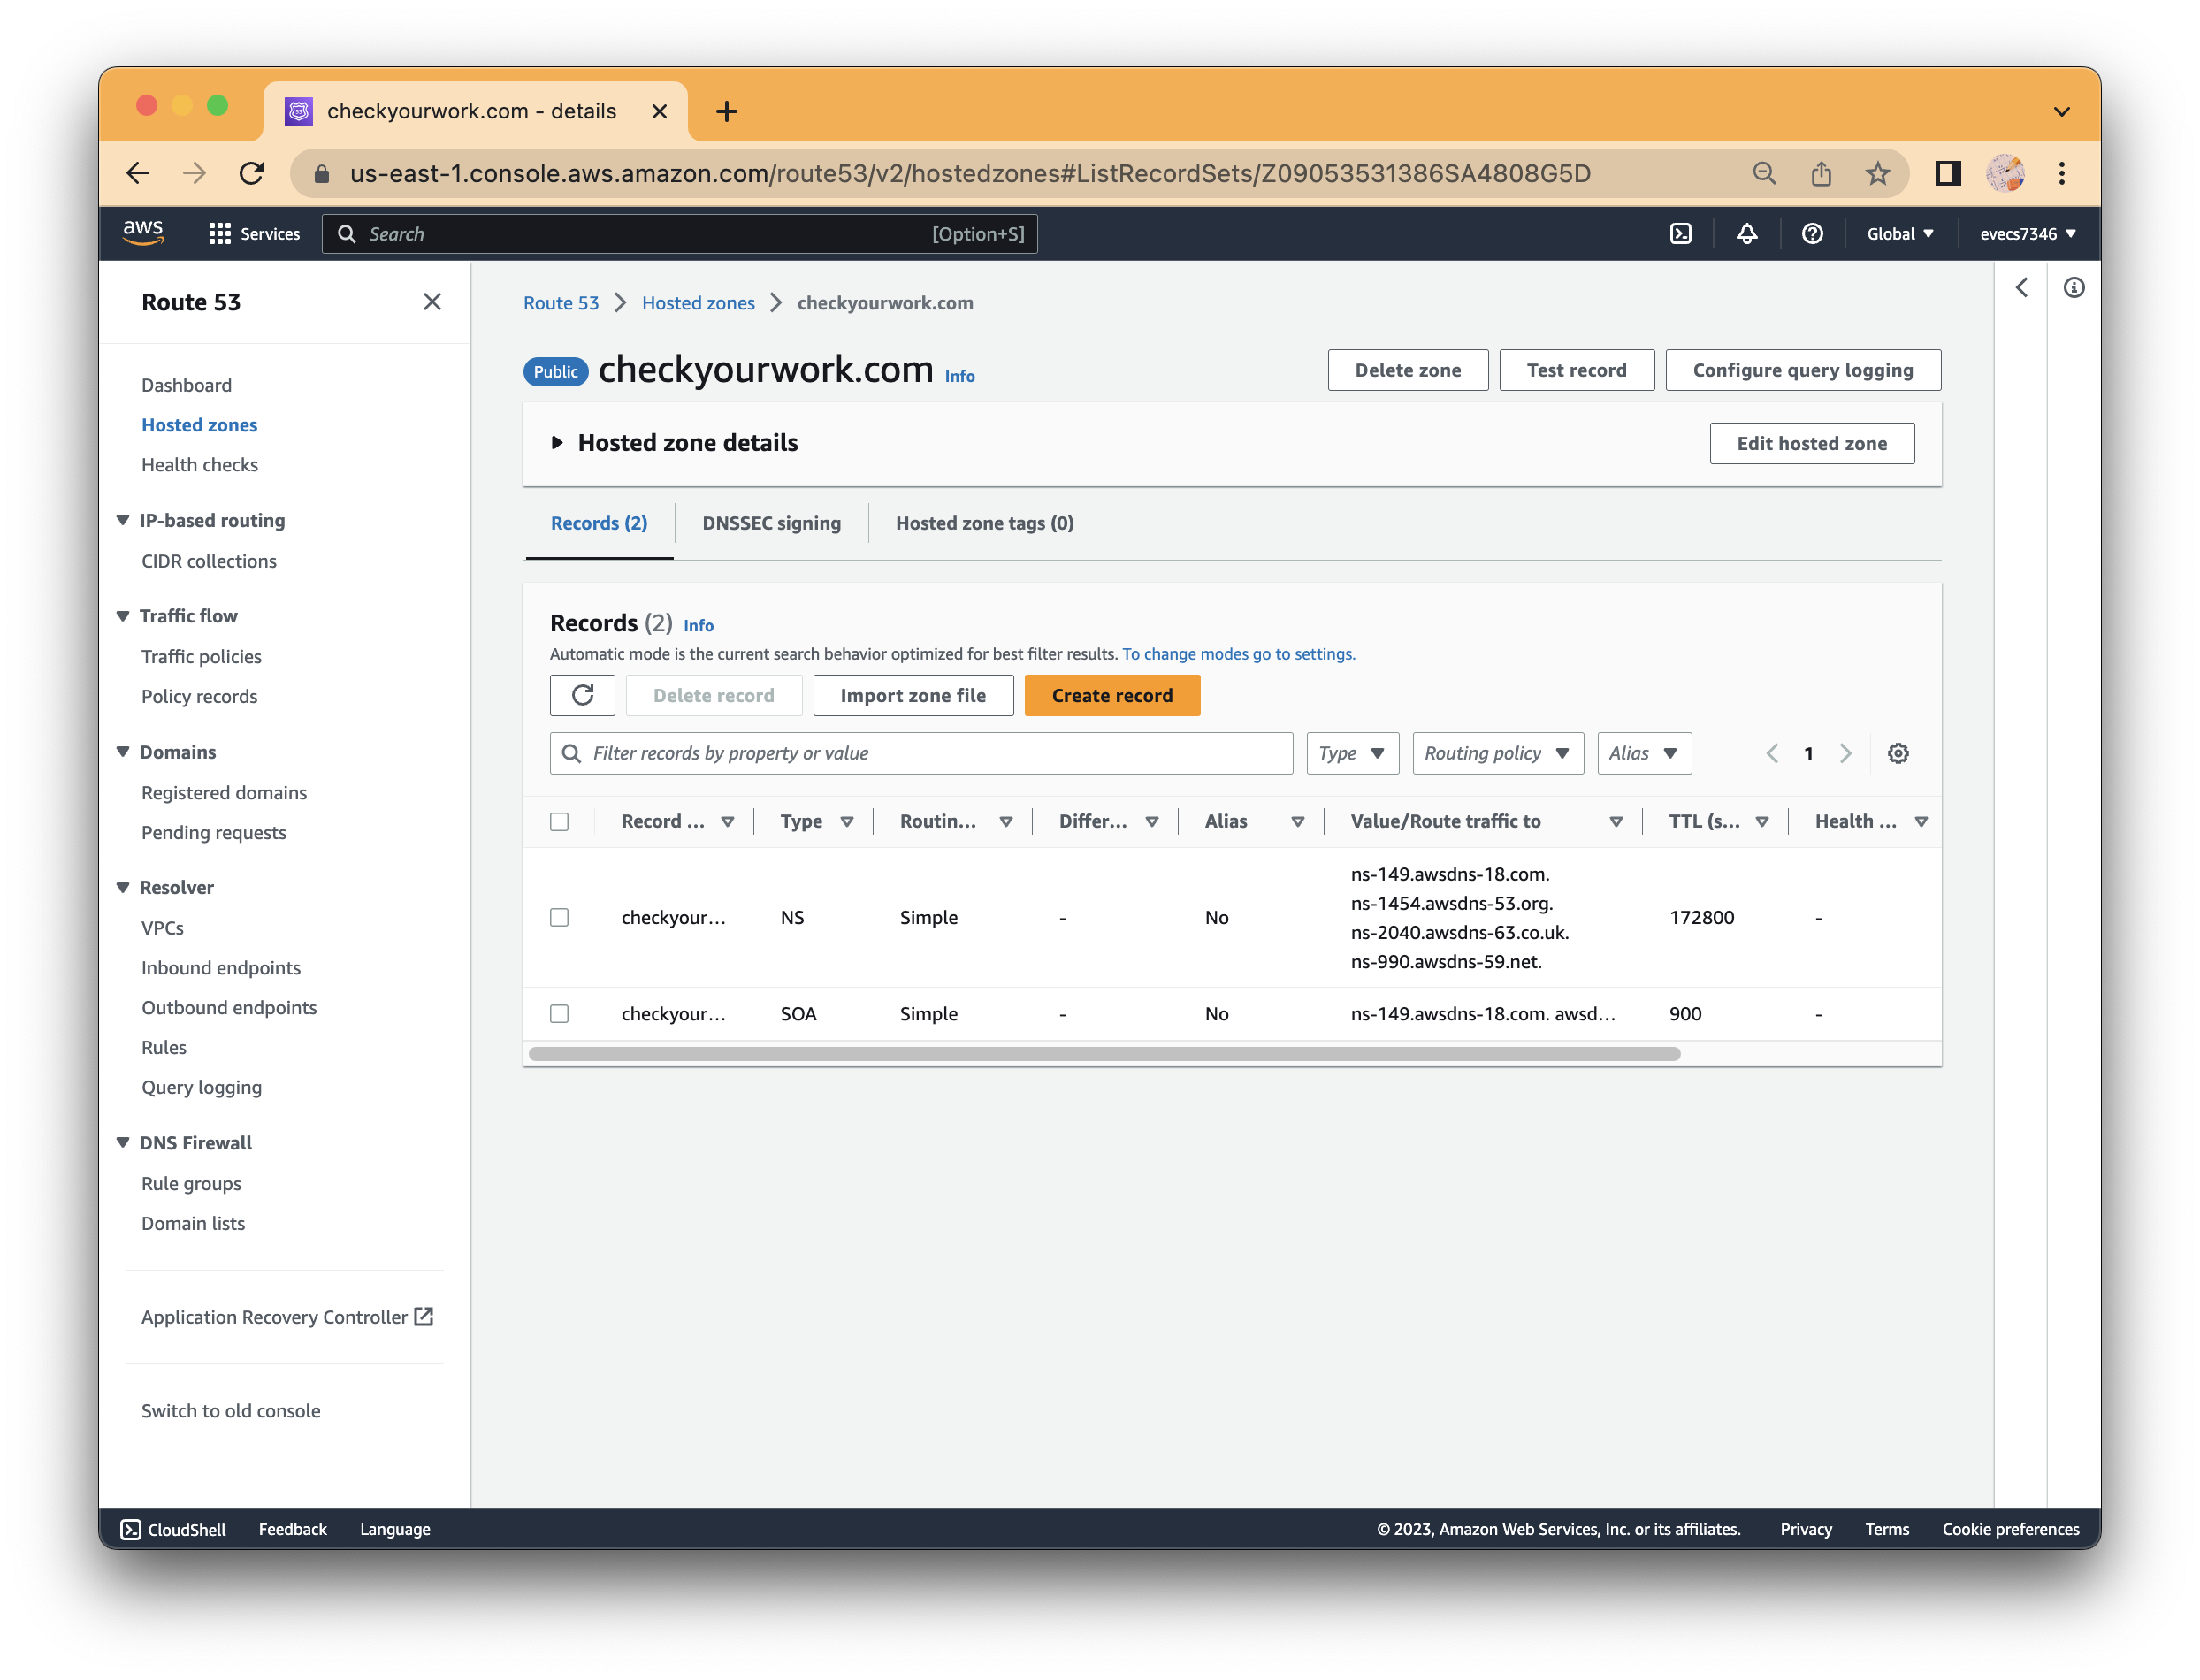 checkyourwork.com - details
us-east-1.console.aws.amazon.com/route53/v2/hostedzones#ListRecordSets/Z09053531386SA4808G5D
aws Services Search [Option+S] Global evecs7346
Route 53
Dashboard
Hosted zones
Health checks
IP-based routing
CIDR collections
Traffic flow
Traffic policies
Policy records
Domains
Registered domains
Pending requests
Resolver
VPCs
Inbound endpoints
Outbound endpoints
Rules
Query logging
DNS Firewall
Rule groups
Domain lists
Application Recovery Controller
Switch to old console
Route 53 Hosted zones checkyourwork.com
Public checkyourwork.com Info Delete zone Test record Configure query logging
Hosted zone details Edit hosted zone
Records (2) DNSSEC signing Hosted zone tags (0)
Records (2) Info
Automatic mode is the current search behavior optimized for best filter results. To change modes go to settings.
Delete record Import zone file Create record
Filter records by property or value Type Routing policy Alias 1
Record ... Type Routin... Differ... Alias Value/Route traffic to TTL (s... Health ...
ns-149.awsdns-18.com.
ns-1454.awsdns-53.org.
checkyour... NS Simple - No ns-2040.awsdns-63.co.uk. 172800 -
ns-990.awsdns-59.net.
checkyour... SOA Simple - No ns-149.awsdns-18.com. awsd... 900 -
CloudShell Feedback Language © 2023, Amazon Web Services, Inc. or its affiliates. Privacy Terms Cookie preferences